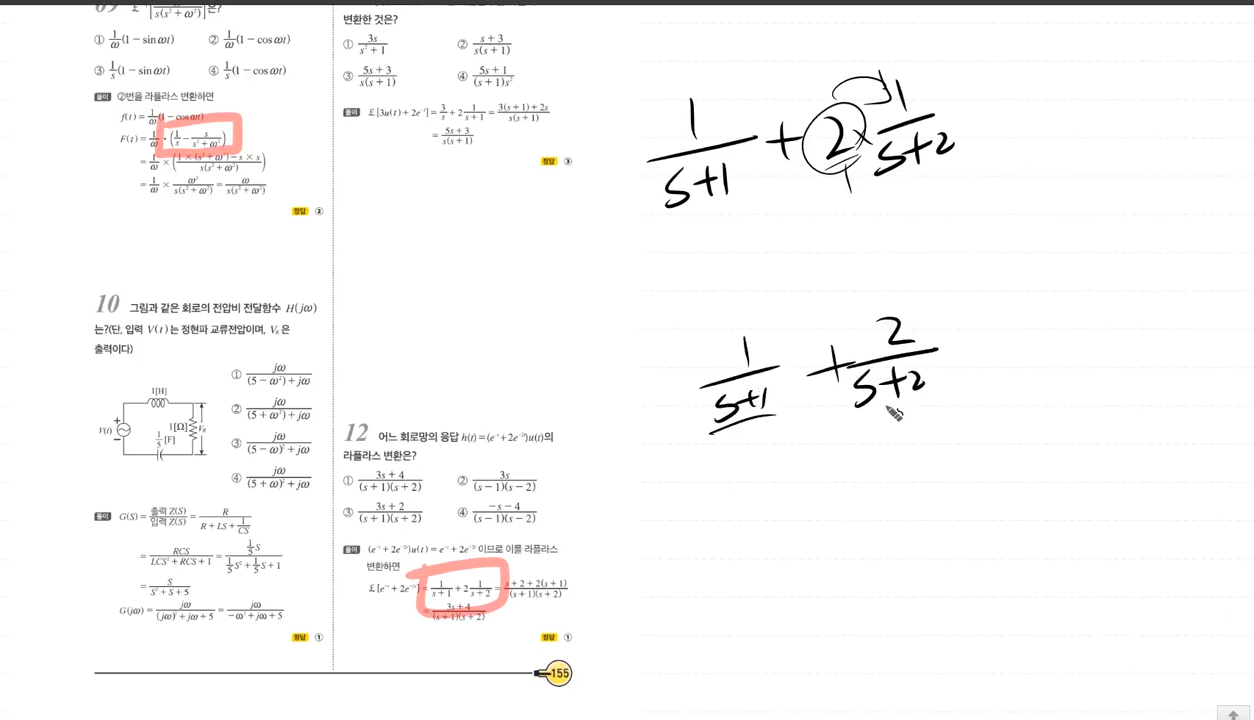 ① 1/ω(1 − sin ωt) ② 1/ω(1 − cos ωt)
③ 1/s(1 − sin ωt) ④ 1/s(1 − cos ωt)
풀이 ②번을 라플라스 변환하면
f(t) = 1/ω(1 − cos ωt)
F(t) = 1/ω · (1/s − s/(s² + ω²))
= 1/ω × (1 × (s² + ω²) − s × s)/(s(s² + ω²))
= 1/ω × ω²/(s(s² + ω²)) = ω/(s(s² + ω²))
정답 ②
10 그림과 같은 회로의 전압비 전달함수 H(jω)
는?(단, 입력 V(t)는 정현파 교류전압이며, V_R은
출력이다)
1[H]
V(t)
+
−
1[Ω]
V_R
1/5[F]
① jω/((5 − ω²) + jω)
② jω/((5 + ω²) + jω)
③ jω/((5 − ω)² + jω)
④ jω/((5 + ω)² + jω)
풀이 G(S) = 출력 Z(S)/입력 Z(S) = R/(R + LS + 1/CS)
= RCS/(LCS² + RCS + 1) = (1/5)S/((1/5)S² + (1/5)S + 1)
= S/(S² + S + 5)
G(jω) = jω/((jω)² + jω + 5) = jω/(−ω² + jω + 5)
정답 ①
변환한 것은?
① 3s/(s² + 1) ② (s + 3)/(s(s + 1))
③ (5s + 3)/(s(s + 1)) ④ (5s + 1)/((s + 1)s²)
풀이 £[3u(t) + 2e⁻ᵗ] = 3/s + 2 1/(s + 1) = (3(s + 1) + 2s)/(s(s + 1))
= (5s + 3)/(s(s + 1))
정답 ③
12 어느 회로망의 응답 h(t) = (e⁻ᵗ + 2e⁻²ᵗ)u(t)의
라플라스 변환은?
① (3s + 4)/((s + 1)(s + 2)) ② 3s/((s − 1)(s − 2))
③ (3s + 2)/((s + 1)(s + 2)) ④ (−s − 4)/((s − 1)(s − 2))
풀이 (e⁻ᵗ + 2e⁻²ᵗ)u(t) = e⁻ᵗ + 2e⁻²ᵗ 이므로 이를 라플라스
변환하면
£[e⁻ᵗ + 2e⁻²ᵗ] = 1/(s + 1) + 2 1/(s + 2) = (s + 2 + 2(s + 1))/((s + 1)(s + 2))
= (3s + 4)/((s + 1)(s + 2))
정답 ①
155
1/(s+1) + 2 × 1/(s+2)
1/(s+1) + 2/(s+2)